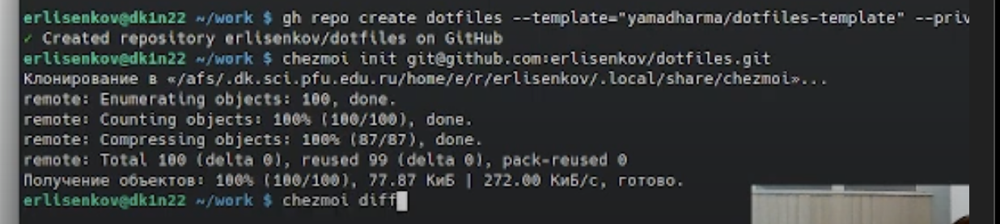 erlisenkov@dk1n22 ~/work $ gh repo create dotfiles --template="yamadharma/dotfiles-template" --priv
✓ Created repository erlisenkov/dotfiles on GitHub
erlisenkov@dk1n22 ~/work $ chezmoi init git@github.com:erlisenkov/dotfiles.git
Клонирование в «/afs/.dk.sci.pfu.edu.ru/home/e/r/erlisenkov/.local/share/chezmoi»...
remote: Enumerating objects: 100, done.
remote: Counting objects: 100% (100/100), done.
remote: Compressing objects: 100% (87/87), done.
remote: Total 100 (delta 0), reused 99 (delta 0), pack-reused 0
Получение объектов: 100% (100/100), 77.87 КиБ | 272.00 КиБ/с, готово.
erlisenkov@dk1n22 ~/work $ chezmoi diff